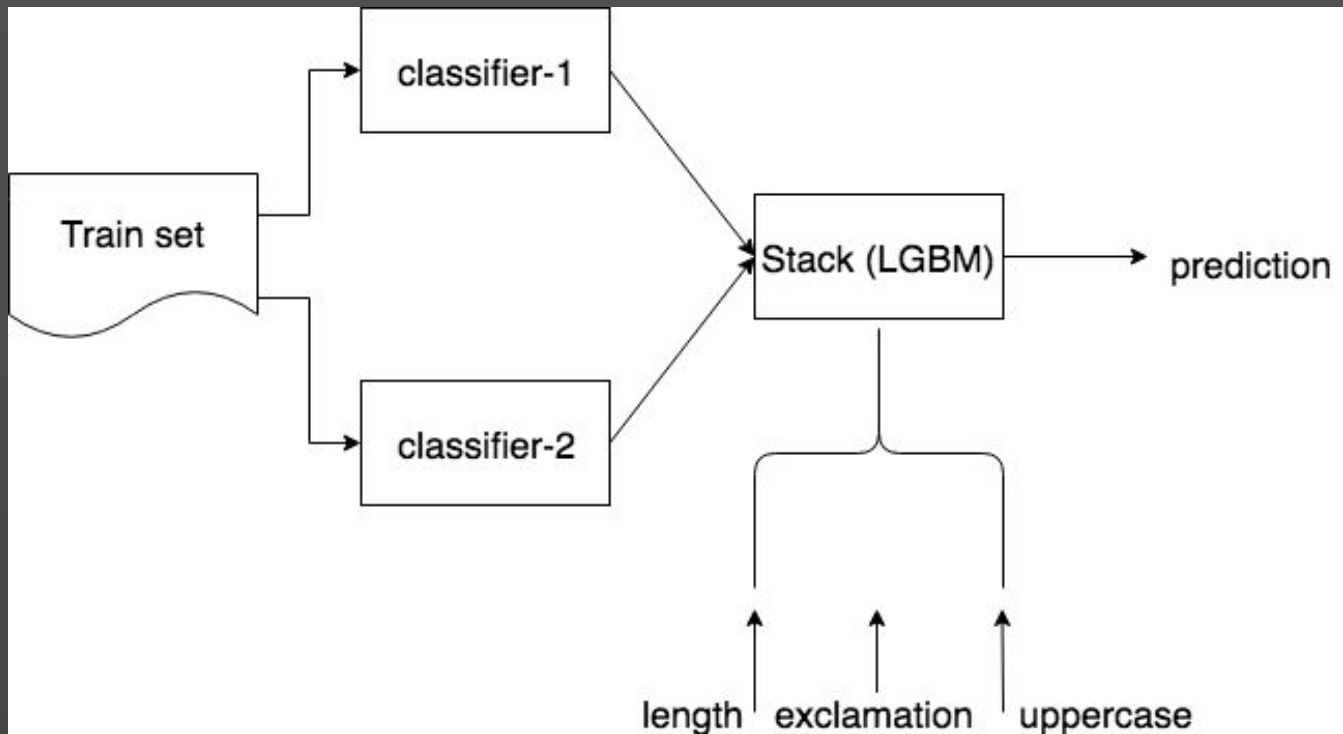 classifier-1
Train set
Stack (LGBM)
prediction
classifier-2
length exclamation uppercase